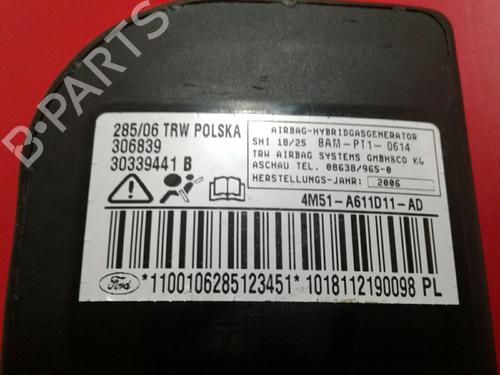 B-PARTS
285/06 TRW POLSKA
306839
30339441 B
AIRBAG-HYBRIDGASGENERATOR
SHI 18/25 BAM-PT1-0614
TRW AIRBAG SYSTEMS GMBH&CO KG
ASCHAU TEL. 08638/965-0
HERSTELLUNGS-JAHR: 2006
4M51-A611D11-AD
Ford
*1100106285123451*1018112190098 PL